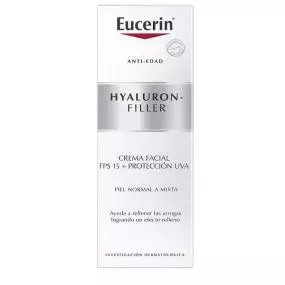 Eucerin®
ANTI-EDAD
HYALURON-
FILLER
CREMA FACIAL
FPS 15 + PROTECCIÓN UVA
PIEL NORMAL A MIXTA
Ayuda a rellenar las arrugas
logrando un efecto relleno
INVESTIGACIÓN DERMATOLÓGICA